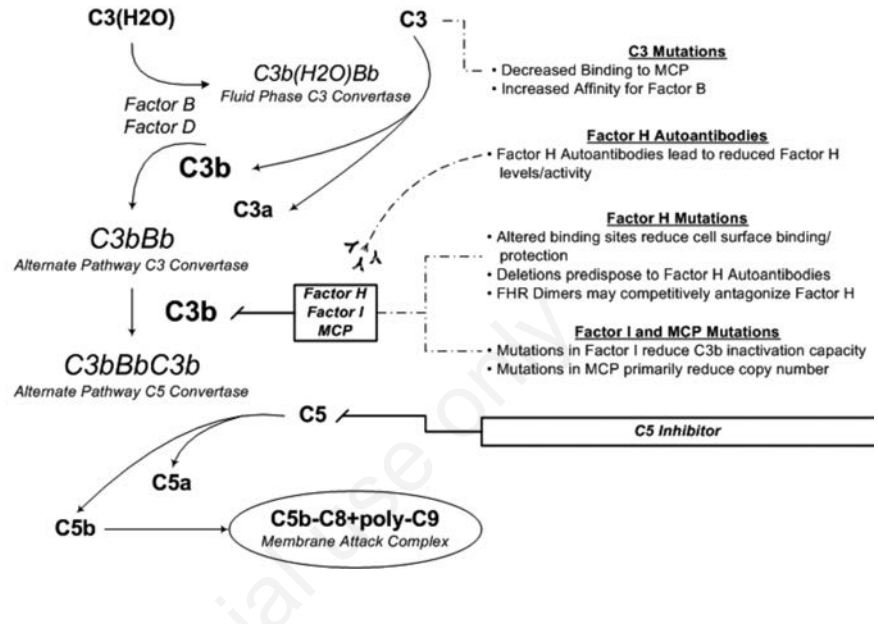 C3(H2O)
C3
C3b(H2O)Bb
Fluid Phase C3 Convertase
Factor B
Factor D
C3b
C3a
C3bBb
Alternate Pathway C3 Convertase
C3b
Factor H
Factor I
MCP
C3bBbC3b
Alternate Pathway C5 Convertase
C3 Mutations
• Decreased Binding to MCP
• Increased Affinity for Factor B
Factor H Autoantibodies
• Factor H Autoantibodies lead to reduced Factor H
levels/activity
Factor H Mutations
• Altered binding sites reduce cell surface binding/
protection
• Deletions predispose to Factor H Autoantibodies
• FHR Dimers may competitively antagonize Factor H
Factor I and MCP Mutations
• Mutations in Factor I reduce C3b inactivation capacity
• Mutations in MCP primarily reduce copy number
C5
C5 Inhibitor
C5a
C5b
C5b-C8+poly-C9
Membrane Attack Complex
use only